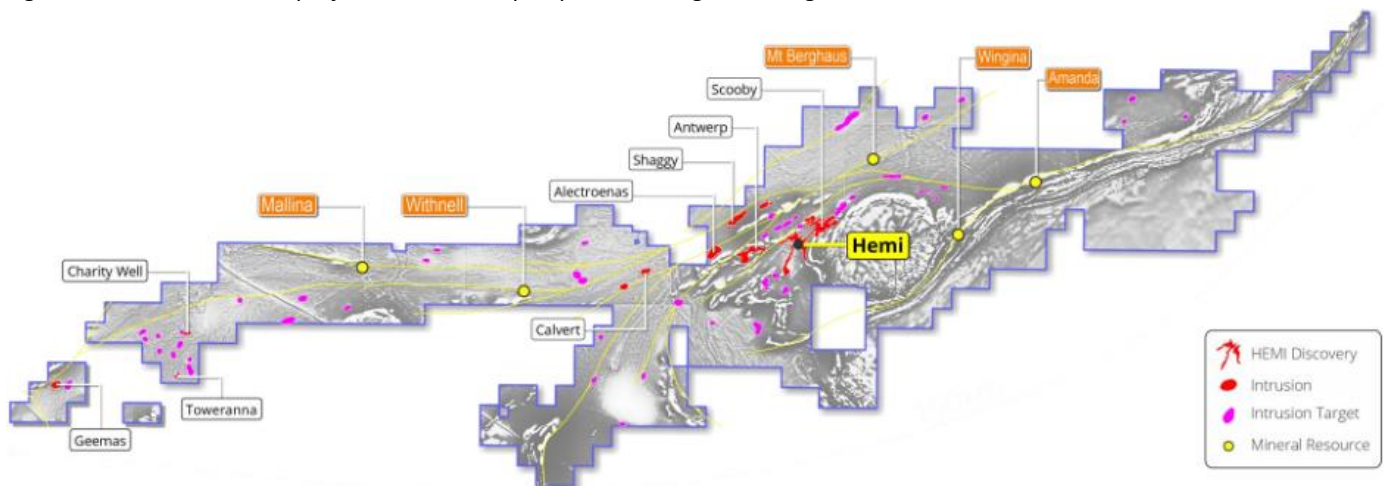 Mt Berghaus
Wingina
Amanda
Scooby
Antwerp
Shaggy
Alectroenas
Mallina
Withnell
Hemi
Charity Well
Calvert
Toweranna
Geemas
HEMI Discovery
Intrusion
Intrusion Target
Mineral Resource